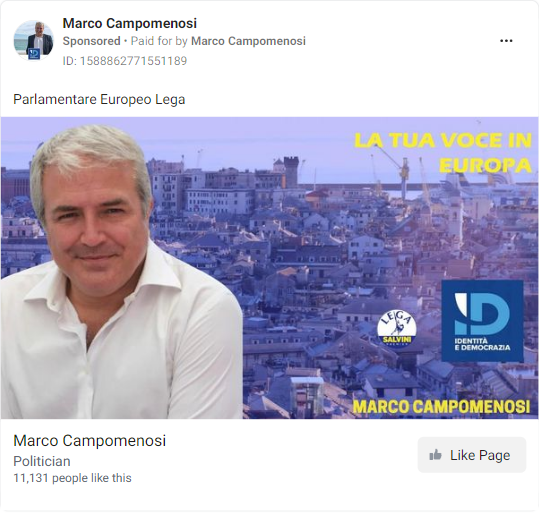 Marco Campomenosi
Sponsored • Paid for by Marco Campomenosi
ID: 1588862771551189
Parlamentare Europeo Lega
LA TUA VOCE IN
EUROPA
LEGA
SALVINI
PREMIER
ID
IDENTITÀ
E DEMOCRAZIA
MARCO CAMPOMENOSI
Marco Campomenosi
Politician
11,131 people like this
Like Page